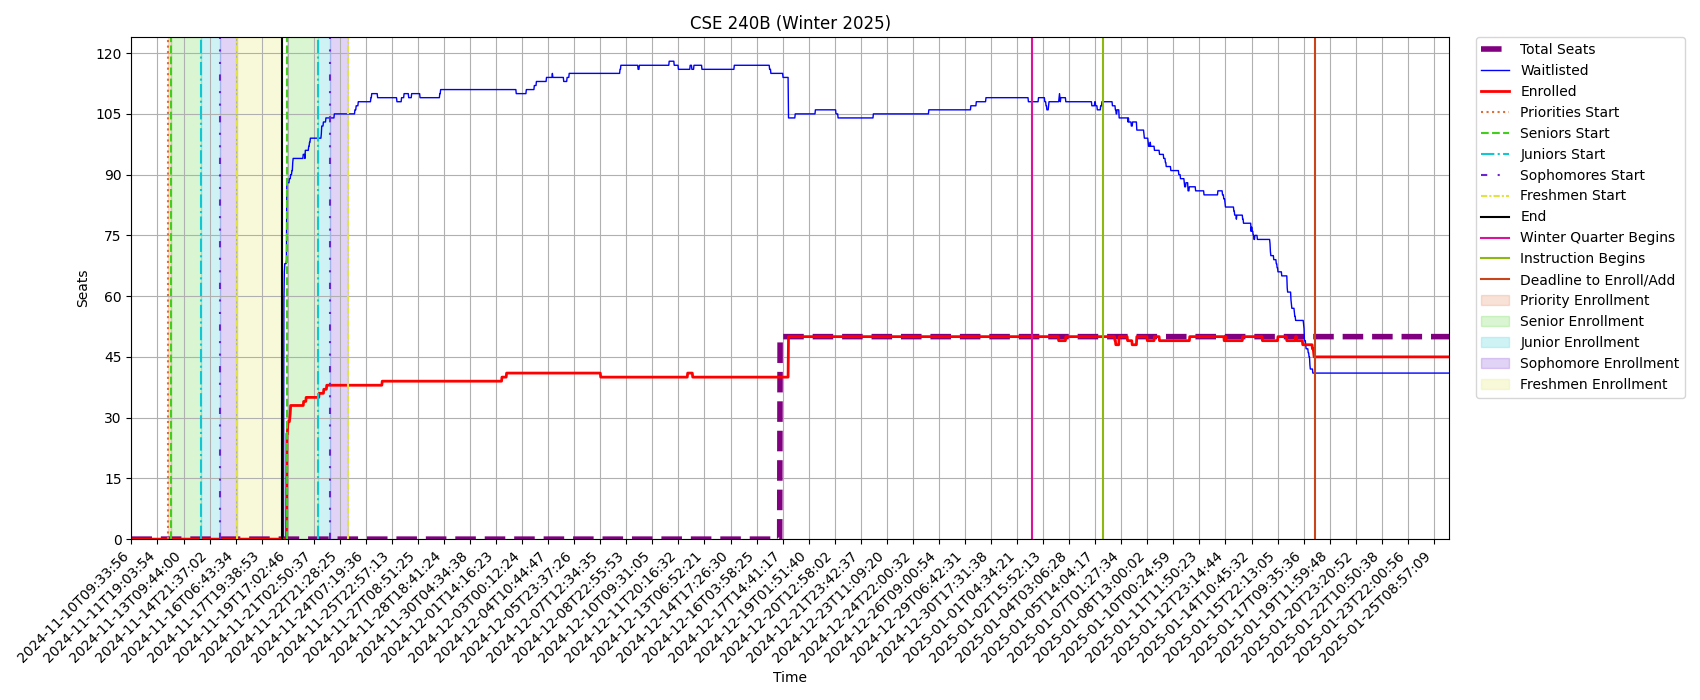 CSE 240B (Winter 2025)
Seats
120
105
90
75
60
45
30
15
0
2024-11-10T09:33:56
2024-11-11T19:03:54
2024-11-13T09:44:00
2024-11-14T21:37:02
2024-11-16T06:43:34
2024-11-17T19:38:53
2024-11-19T17:02:46
2024-11-21T02:50:37
2024-11-22T21:28:25
2024-11-24T07:19:36
2024-11-25T22:57:13
2024-11-27T08:51:25
2024-11-28T18:41:24
2024-11-30T04:34:38
2024-12-01T14:16:23
2024-12-03T00:12:24
2024-12-04T10:44:47
2024-12-05T23:37:26
2024-12-07T12:34:35
2024-12-08T22:55:53
2024-12-10T09:31:05
2024-12-11T20:16:32
2024-12-13T06:52:21
2024-12-14T17:26:30
2024-12-16T03:58:25
2024-12-17T14:41:17
2024-12-19T01:51:40
2024-12-20T12:58:02
2024-12-21T23:42:37
2024-12-23T11:09:20
2024-12-24T22:00:32
2024-12-26T09:00:54
2024-12-29T06:42:31
2024-12-30T17:31:38
2025-01-01T04:34:21
2025-01-02T15:52:13
2025-01-04T03:06:28
2025-01-05T14:04:17
2025-01-07T01:27:34
2025-01-08T13:00:02
2025-01-10T00:24:59
2025-01-11T11:50:23
2025-01-12T23:14:44
2025-01-14T10:45:32
2025-01-15T22:13:05
2025-01-17T09:35:36
2025-01-19T11:59:48
2025-01-20T23:20:52
2025-01-22T10:50:38
2025-01-23T22:00:56
2025-01-25T08:57:09
Time
Total Seats
Waitlisted
Enrolled
Priorities Start
Seniors Start
Juniors Start
Sophomores Start
Freshmen Start
End
Winter Quarter Begins
Instruction Begins
Deadline to Enroll/Add
Priority Enrollment
Senior Enrollment
Junior Enrollment
Sophomore Enrollment
Freshmen Enrollment